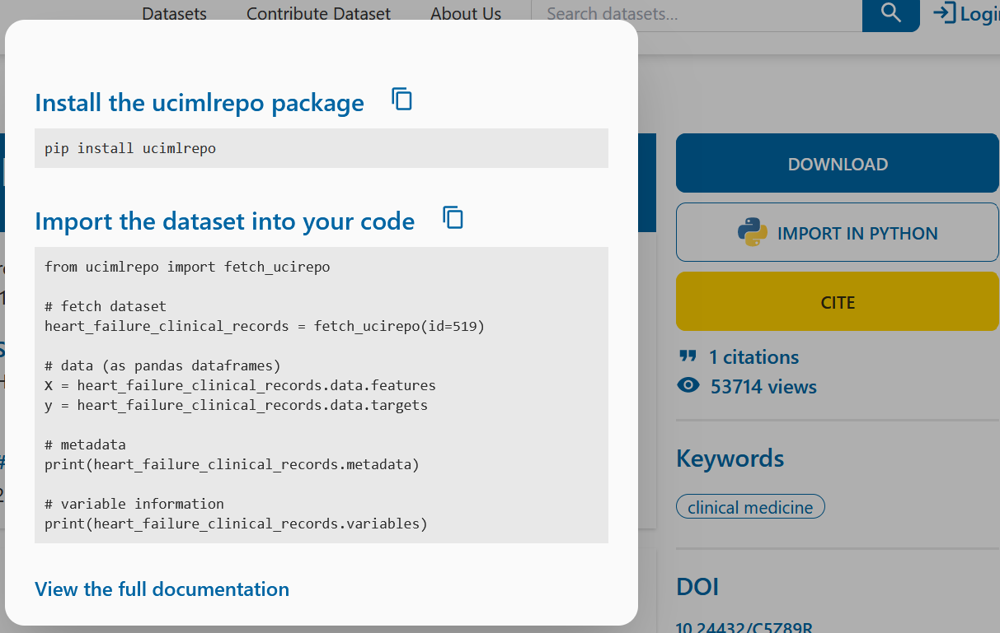 Datasets Contribute Dataset About Us Search datasets... Login
Install the ucimlrepo package
pip install ucimlrepo
Import the dataset into your code
from ucimlrepo import fetch_ucirepo
# fetch dataset
heart_failure_clinical_records = fetch_ucirepo(id=519)
# data (as pandas dataframes)
X = heart_failure_clinical_records.data.features
y = heart_failure_clinical_records.data.targets
# metadata
print(heart_failure_clinical_records.metadata)
# variable information
print(heart_failure_clinical_records.variables)
View the full documentation
DOWNLOAD
IMPORT IN PYTHON
CITE
1 citations
53714 views
Keywords
clinical medicine
DOI
10.24432/C5Z89R